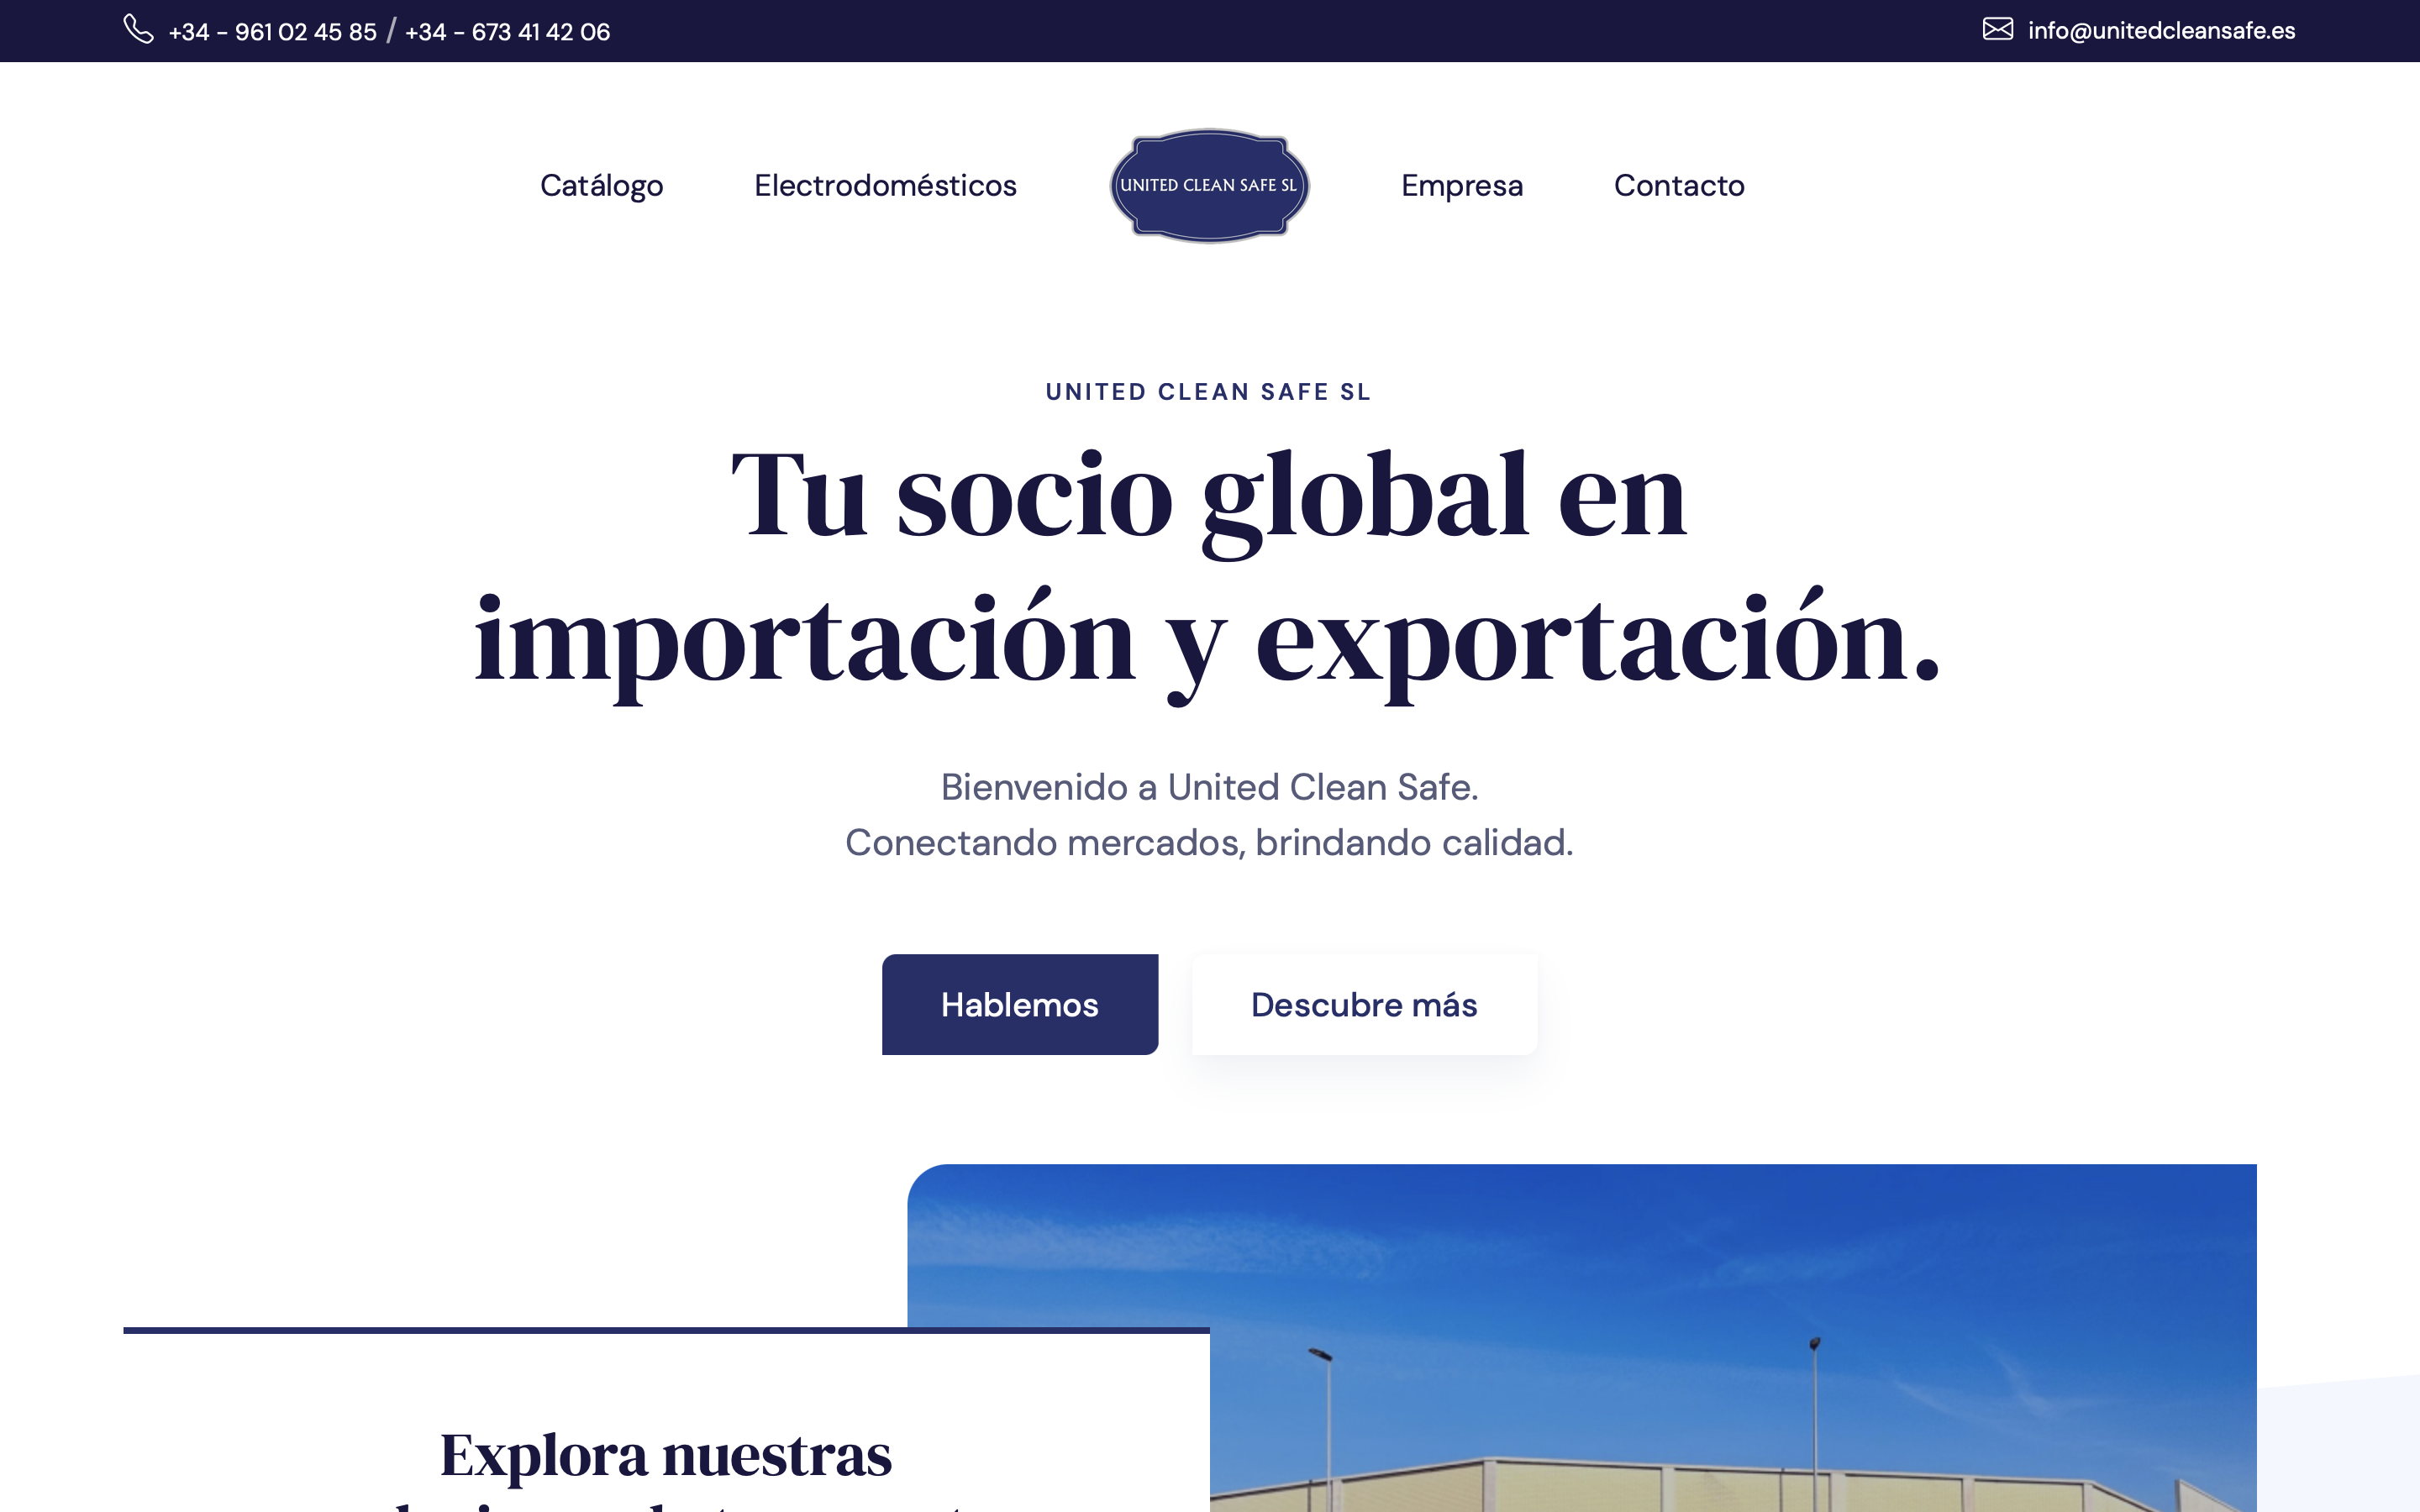 +34 - 961 02 45 85 / +34 - 673 41 42 06
info@unitedcleansafe.es
Catálogo
Electrodomésticos
UNITED CLEAN SAFE SL
Empresa
Contacto
UNITED CLEAN SAFE SL
Tu socio global en
importación y exportación.
Bienvenido a United Clean Safe.
Conectando mercados, brindando calidad.
Hablemos
Descubre más
Explora nuestras